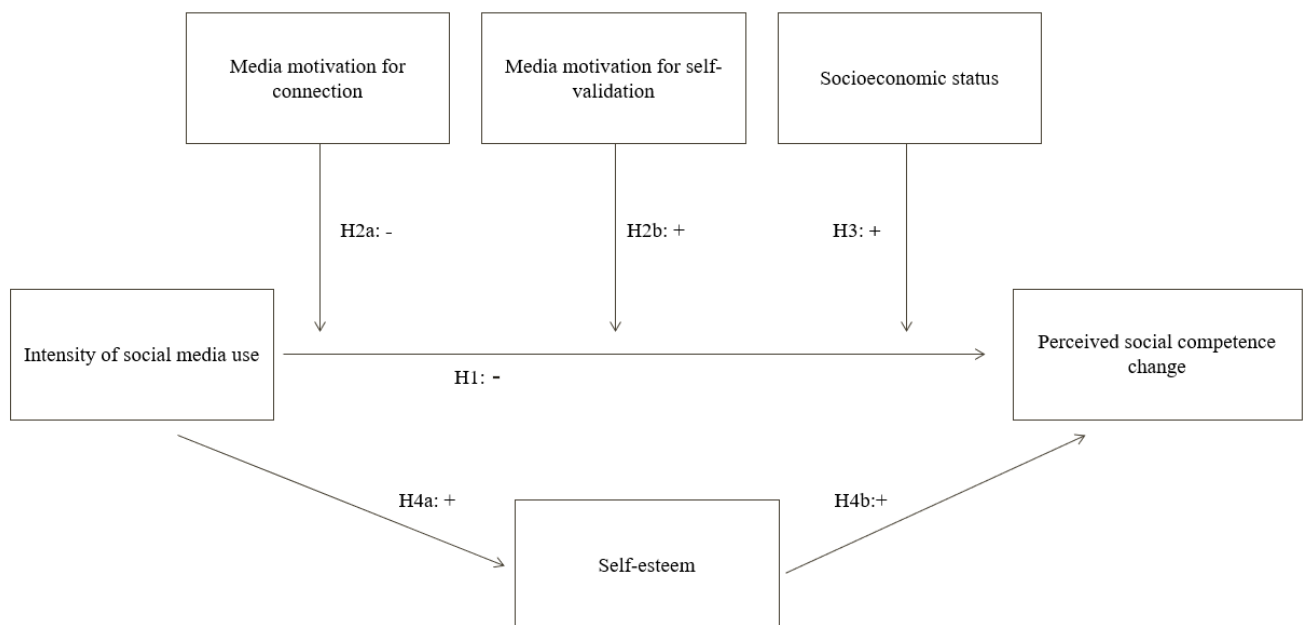 Media motivation for
connection
Media motivation for self-
validation
Socioeconomic status
H2a: -
H2b: +
H3: +
Intensity of social media use
H1: -
Perceived social competence
change
H4a: +
H4b:+
Self-esteem